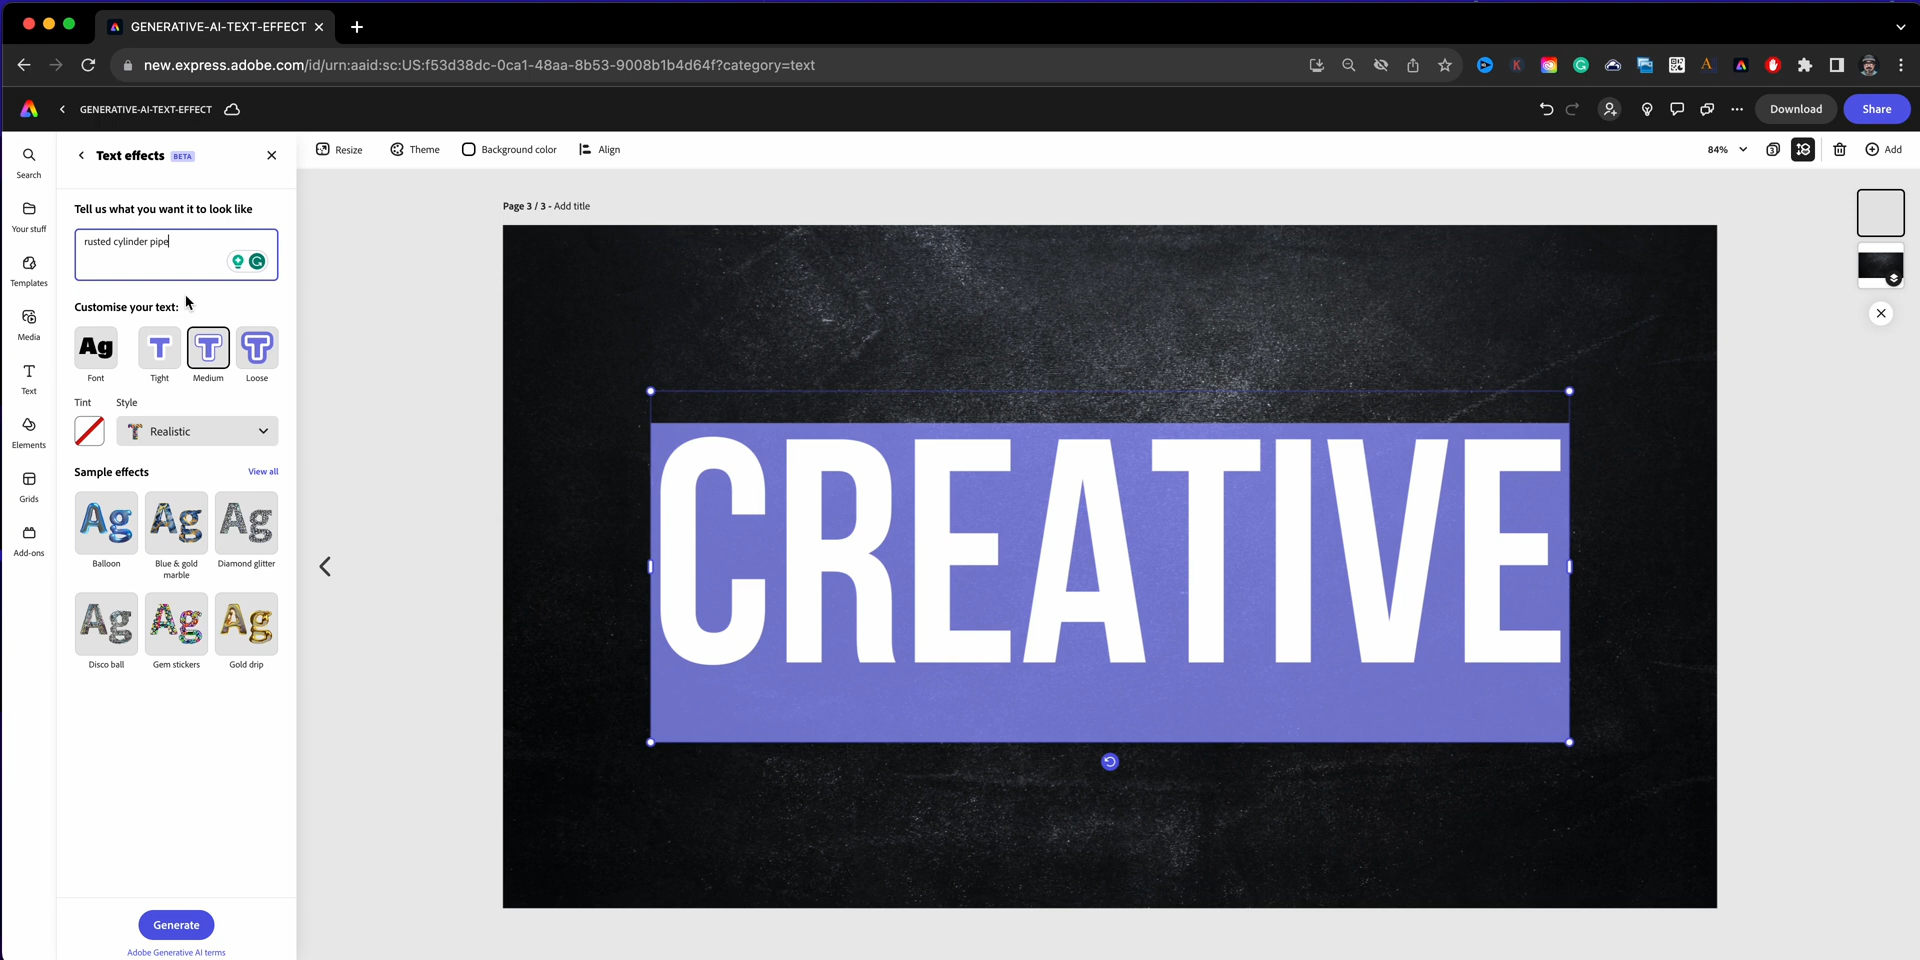 GENERATIVE-AI-TEXT-EFFECT
new.express.adobe.com/id/urn:aaid:sc:US:f53d38dc-0ca1-48aa-8b53-9008b1b4d64f?category=text
GENERATIVE-AI-TEXT-EFFECT
Download
Share
Search
Your stuff
Templates
Media
Text
Elements
Grids
Add-ons
Text effects BETA
Tell us what you want it to look like
rusted cylinder pipe
Customise your text:
Ag T T T
Font Tight Medium Loose
Tint Style
Realistic
Sample effects View all
Ag Ag Ag
Balloon Blue & gold marble Diamond glitter
Ag Ag Ag
Disco ball Gem stickers Gold drip
Generate
Adobe Generative AI terms
Resize Theme Background color Align
84% Add
Page 3 / 3 - Add title
CREATIVE